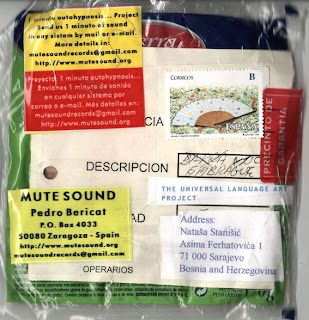 1 minute autohypnosis... Project
Send us 1 minute of sound
in any sistem by mail or e-mail.
More details in:
mutesoundrecords@gmail.com
http://www.mutesound.org
Proyecto: 1 minuto autohypnosis...
Envianos 1 minuto de sonido
en cualquier sistema por
correo o e-mail. Más detalles en:
mutesoundrecords@gmail.com
http://www.mutesound.org
CORREOS B
ESPAÑA
CIA
PRECINTO DE
GARANTIA
DESCRIPCION
EMBRAGUE
THE UNIVERSAL LANGUAGE ART
PROJECT
MUTE SOUND
Pedro Bericat
P.O. Box 4033
50080 Zaragoza - Spain
http://www.mutesound.org
mutesoundrecords@gmail.com
AD
Address:
Nataša Stanišić
Asima Ferhatovića 1
71 000 Sarajevo
Bosnia and Herzegovina
OPERARIOS